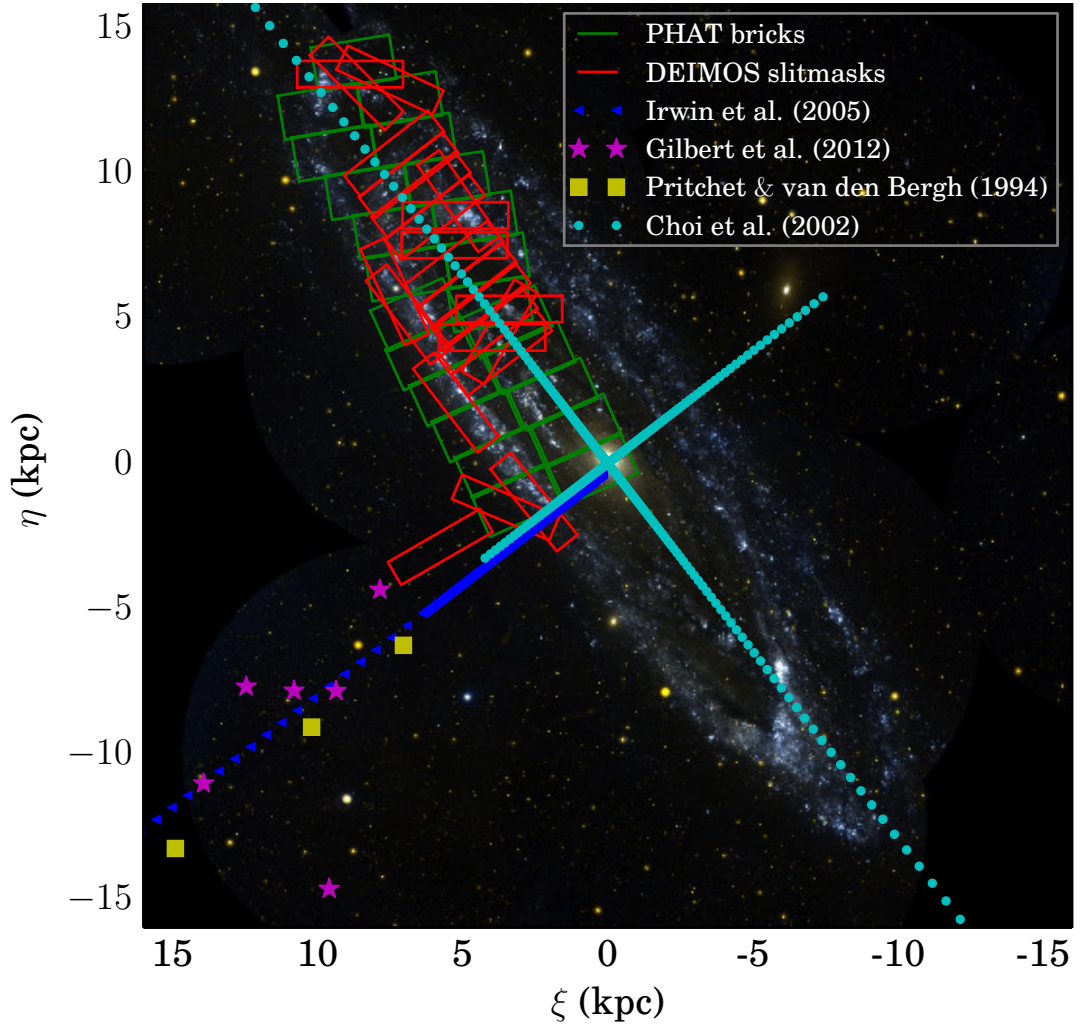 PHAT bricks
DEIMOS slitmasks
Irwin et al. (2005)
Gilbert et al. (2012)
Pritchet & van den Bergh (1994)
Choi et al. (2002)
15
10
5
0
−5
−10
−15
η (kpc)
15 10 5 0 -5 -10 -15
ξ (kpc)